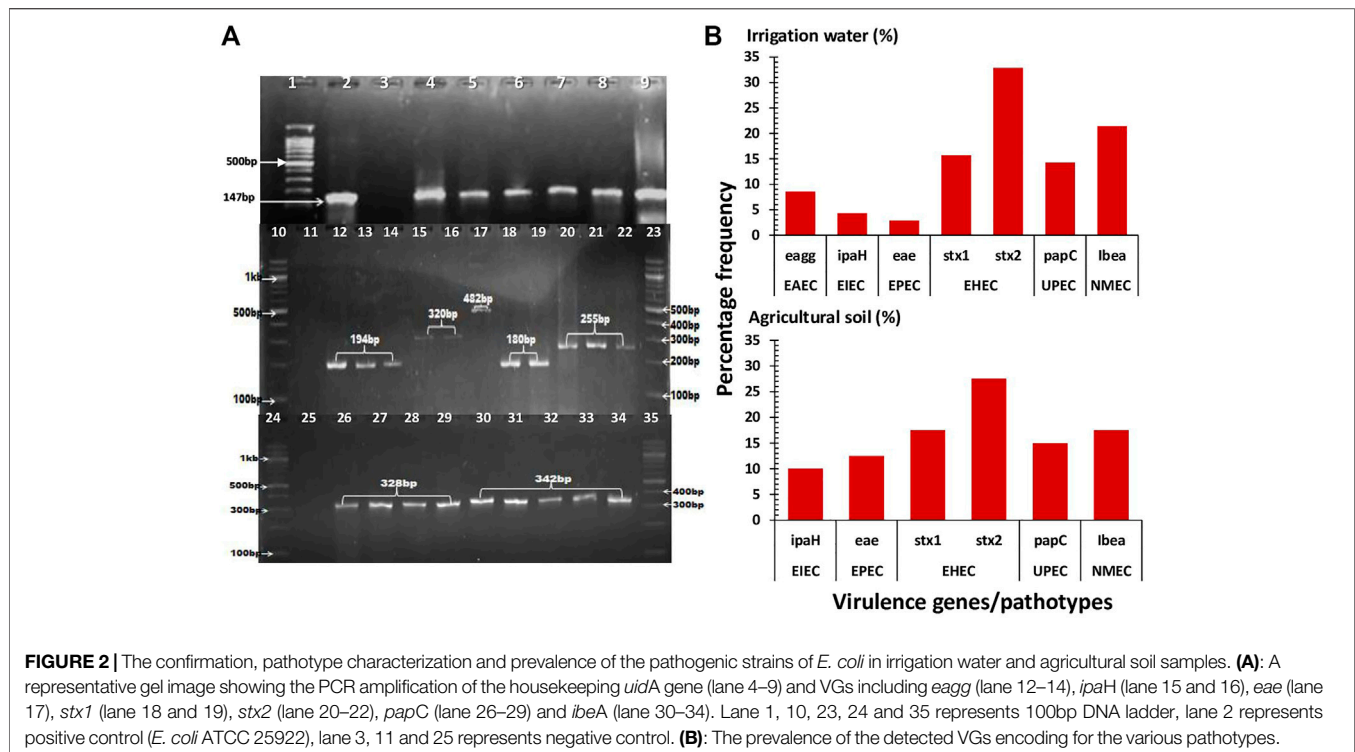 A
1 2 3 4 5 6 7 8 9
500bp
147bp
10 11 12 13 14 15 16 17 18 19 20 21 22 23
1kb
500bp
100bp
194bp
320bp
482bp
180bp
255bp
500bp
400bp
300bp
200bp
100bp
24 25 26 27 28 29 30 31 32 33 34 35
1kb
500bp
300bp
100bp
328bp
342bp
400bp
300bp
B
Irrigation water (%)
35
30
25
20
15
10
5
0
eagg ipaH eae stx1 stx2 papC Ibea
EAEC EIEC EPEC EHEC UPEC NMEC
Percentage frequency
Agricultural soil (%)
35
30
25
20
15
10
5
0
ipaH eae stx1 stx2 papC Ibea
EIEC EPEC EHEC UPEC NMEC
Virulence genes/pathotypes
FIGURE 2 | The confirmation, pathotype characterization and prevalence of the pathogenic strains of E. coli in irrigation water and agricultural soil samples. (A): A
representative gel image showing the PCR amplification of the housekeeping uidA gene (lane 4–9) and VGs including eagg (lane 12–14), ipaH (lane 15 and 16), eae (lane
17), stx1 (lane 18 and 19), stx2 (lane 20–22), papC (lane 26–29) and ibeA (lane 30–34). Lane 1, 10, 23, 24 and 35 represents 100bp DNA ladder, lane 2 represents
positive control (E. coli ATCC 25922), lane 3, 11 and 25 represents negative control. (B): The prevalence of the detected VGs encoding for the various pathotypes.